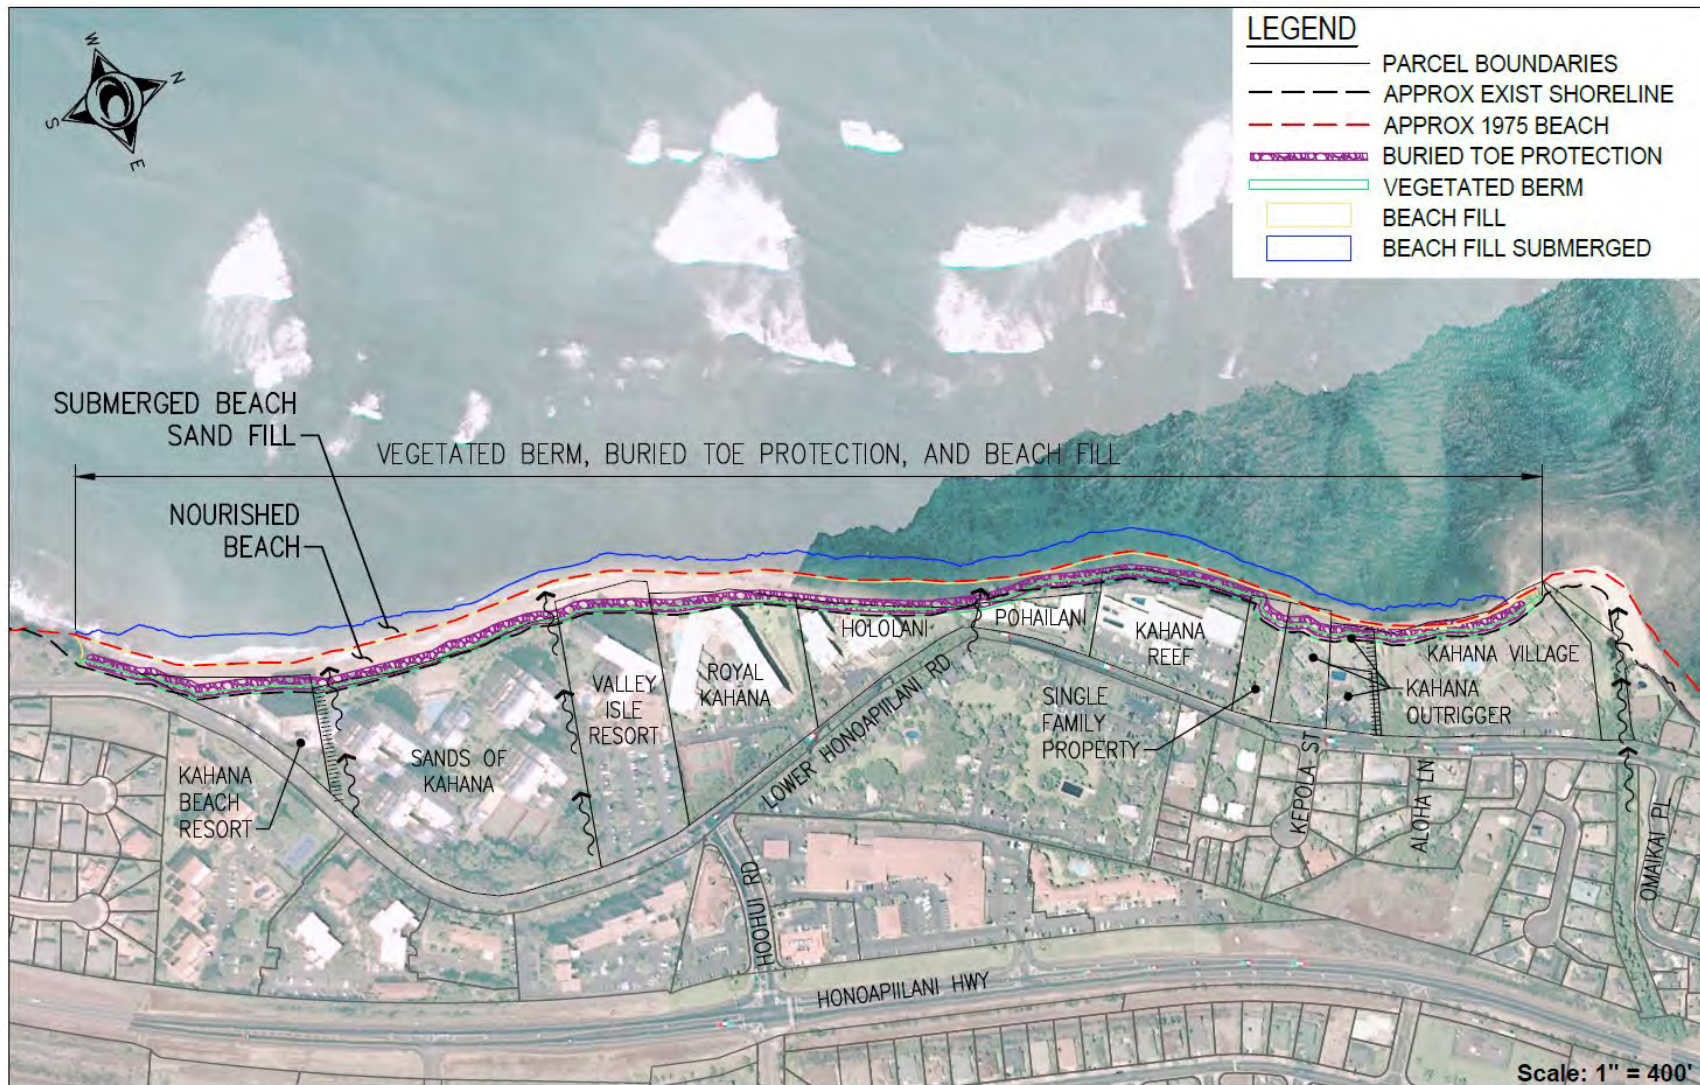 W
N
S
E
LEGEND
PARCEL BOUNDARIES
APPROX EXIST SHORELINE
APPROX 1975 BEACH
BURIED TOE PROTECTION
VEGETATED BERM
BEACH FILL
BEACH FILL SUBMERGED
SUBMERGED BEACH
SAND FILL
VEGETATED BERM, BURIED TOE PROTECTION, AND BEACH FILL
NOURISHED
BEACH
KAHANA
BEACH
RESORT
SANDS OF
KAHANA
VALLEY
ISLE
RESORT
ROYAL
KAHANA
HOLOLANI
POHAILANI
KAHANA
REEF
SINGLE
FAMILY
PROPERTY
KAHANA VILLAGE
KAHANA
OUTRIGGER
LOWER HONOAPIILANI RD
HOOHUI RD
KEPOLA ST
ALOHA LN
OMAIKAI PL
HONOAPIILANI HWY
Scale: 1" = 400'